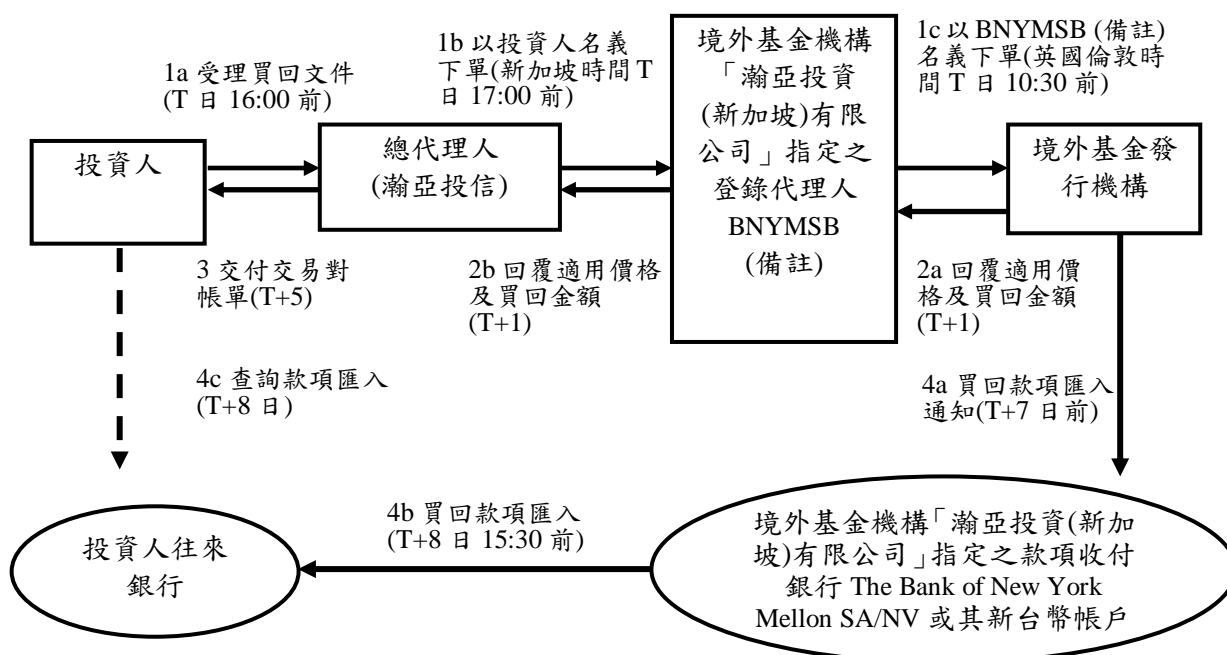 1a 受理買回文件
(T 日 16:00 前)
1b 以投資人名義
下單(新加坡時間 T
日 17:00 前)
境外基金機構
「瀚亞投資
(新加坡)有限
公司」指定之
登錄代理人
BNYMSB
(備註)
1c 以 BNYMSB (備註)
名義下單(英國倫敦時
間 T 日 10:30 前)
投資人
總代理人
(瀚亞投信)
境外基金發
行機構
3 交付交易對
帳單(T+5)
2b 回覆適用價格
及買回金額
(T+1)
2a 回覆適用價
格及買回金額
(T+1)
4c 查詢款項匯入
(T+8 日)
4a 買回款項匯入
通知(T+7 日前)
4b 買回款項匯入
(T+8 日 15:30 前)
投資人往來
銀行
境外基金機構「瀚亞投資(新加
坡)有限公司」指定之款項收付
銀行 The Bank of New York
Mellon SA/NV 或其新台幣帳戶